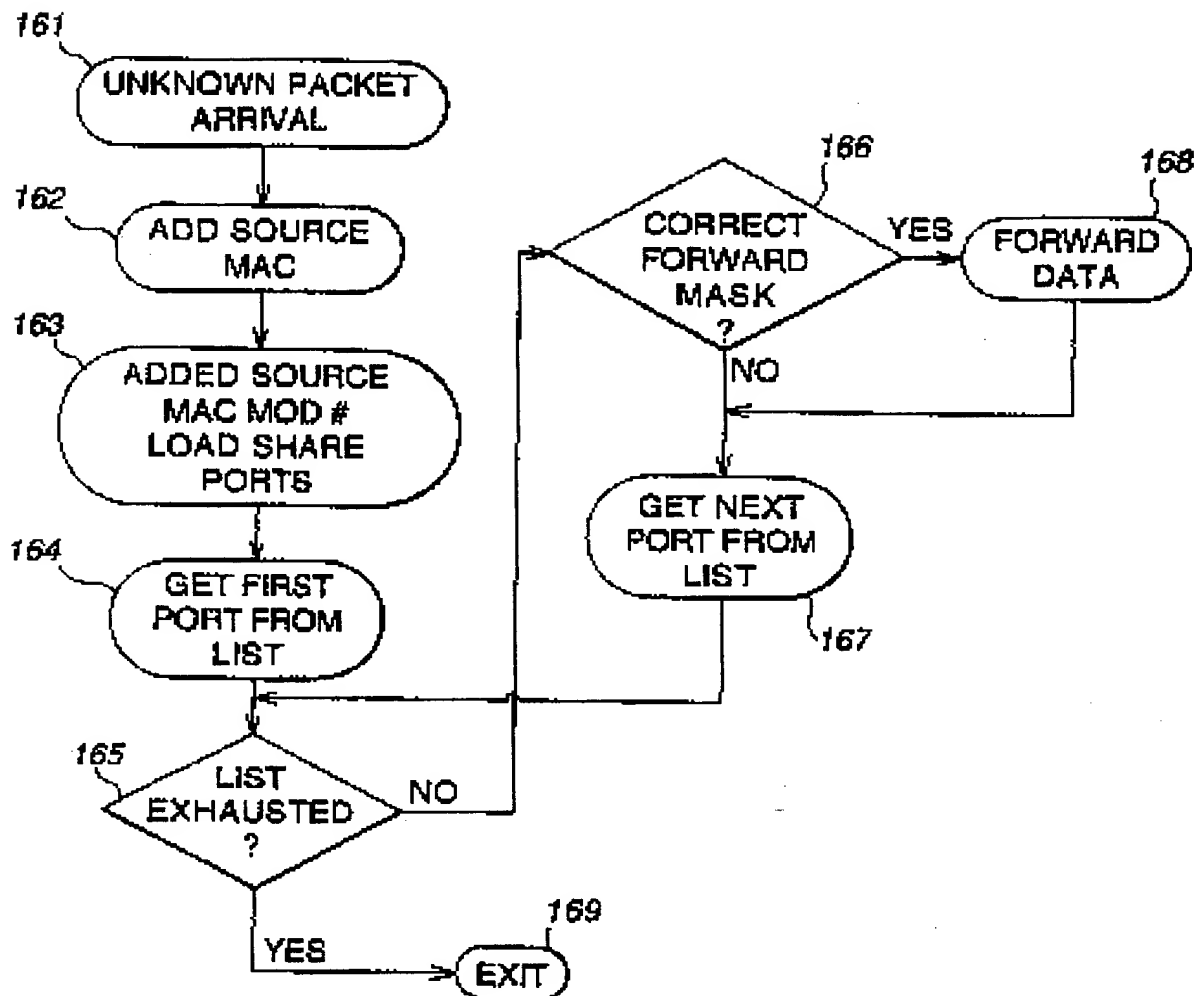 161
UNKNOWN PACKET
ARRIVAL
162
ADD SOURCE
MAC
163
ADDED SOURCE
MAC MOD #
LOAD SHARE
PORTS
164
GET FIRST
PORT FROM
LIST
165
LIST
EXHAUSTED
?
NO
YES
166
CORRECT
FORWARD
MASK
?
YES
NO
168
FORWARD
DATA
GET NEXT
PORT FROM
LIST
167
169
EXIT